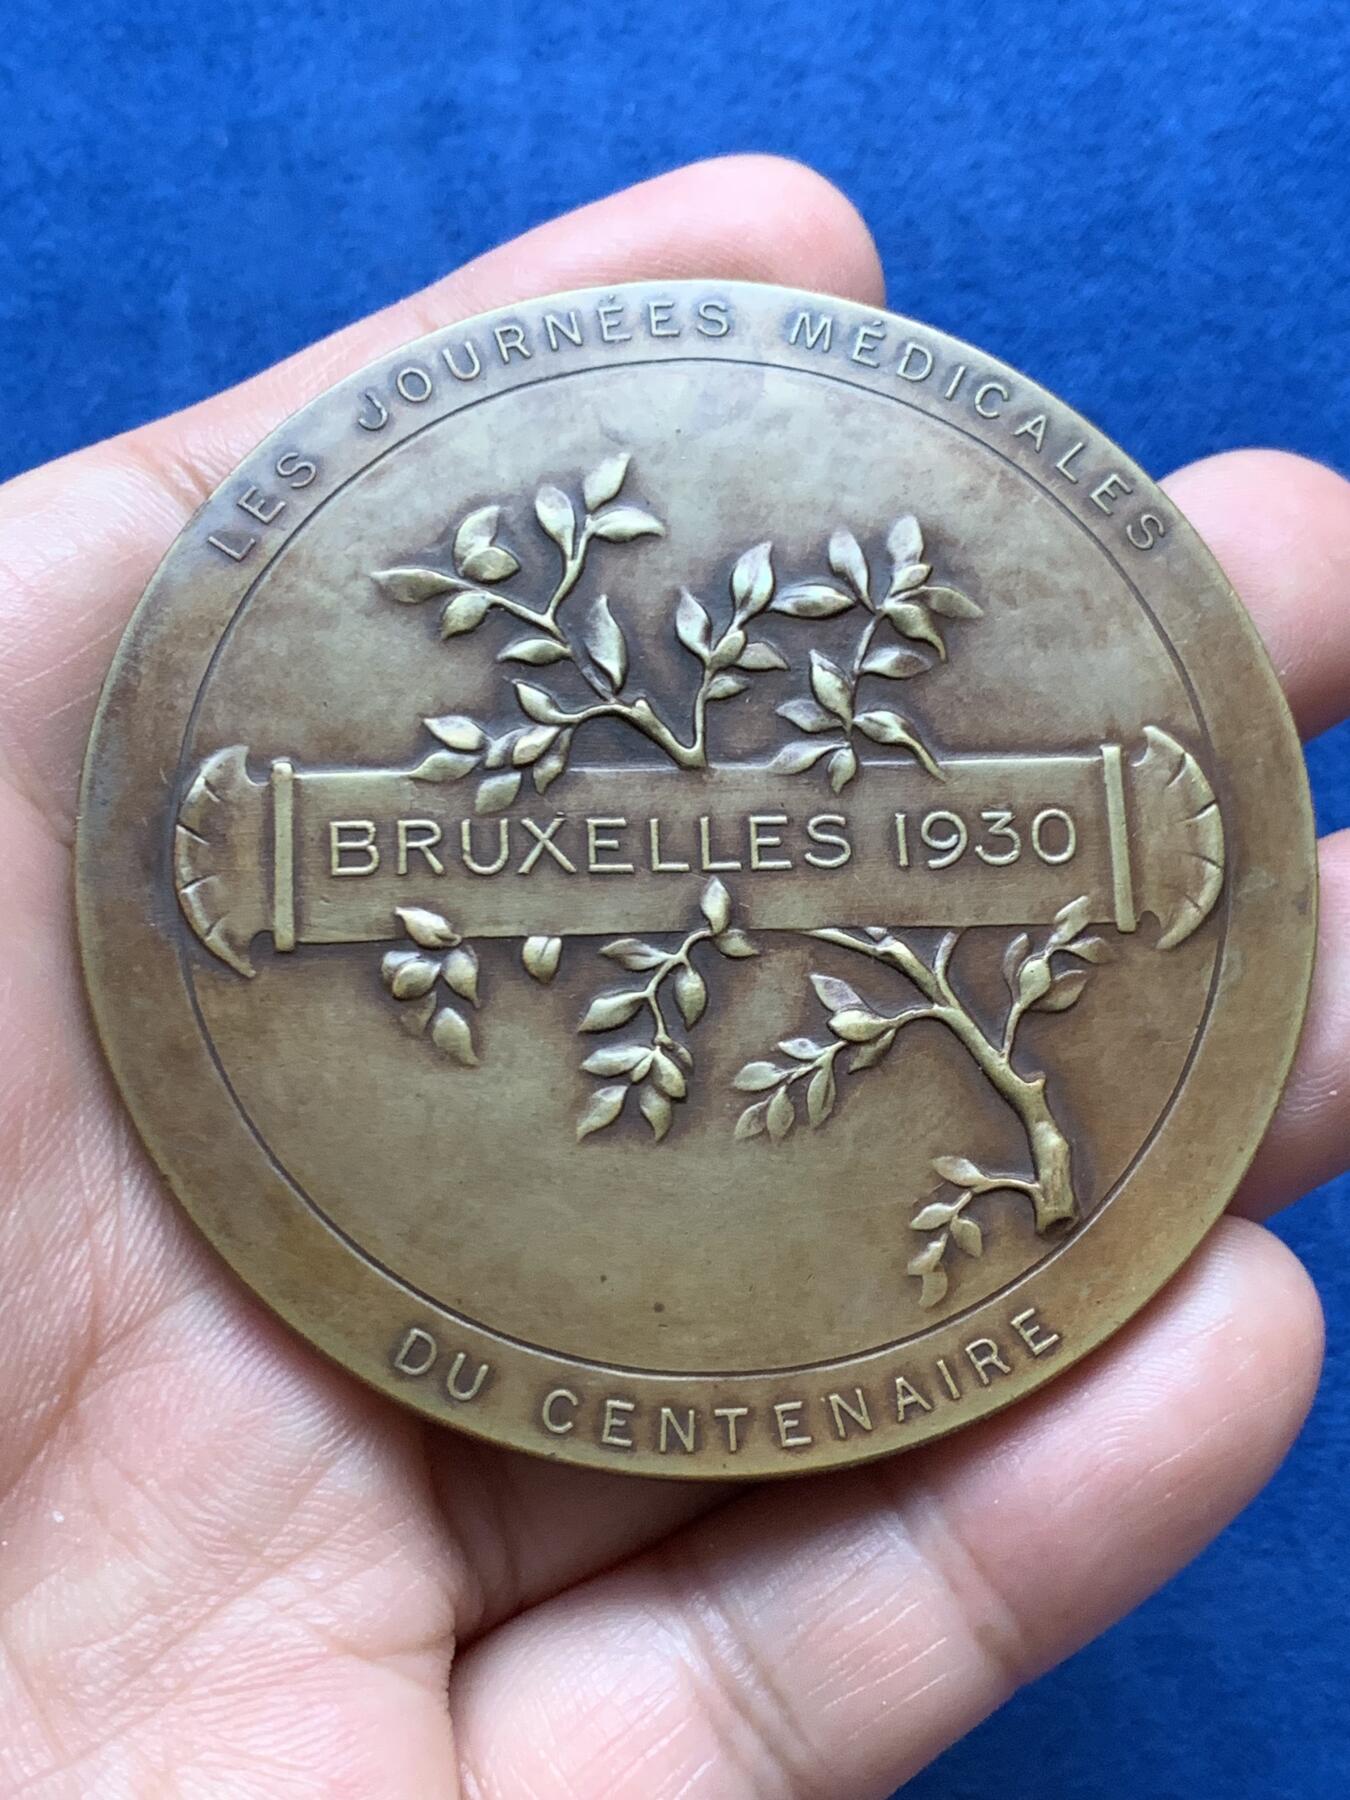 LES JOURNÉES MÉDICALES
BRUXELLES 1930
DU CENTENAIRE